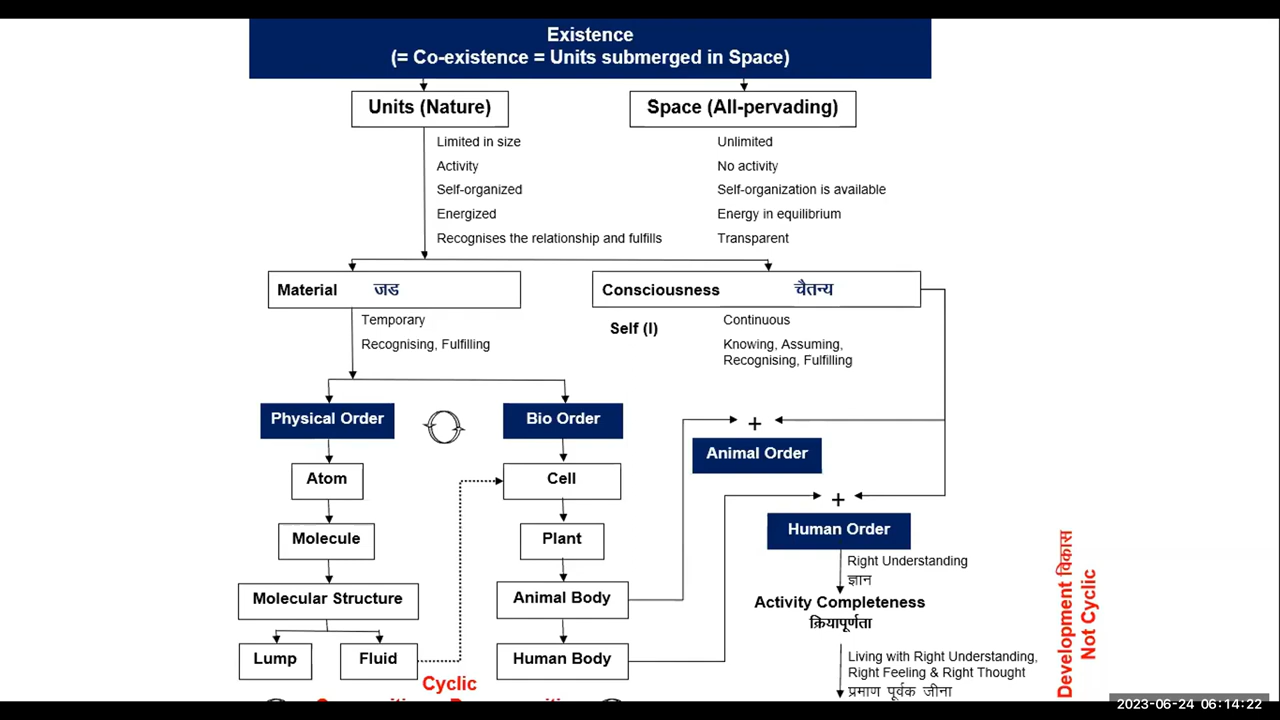 Existence
(= Co-existence = Units submerged in Space)
Units (Nature)
Space (All-pervading)
Limited in size
Unlimited
Activity
No activity
Self-organized
Self-organization is available
Energized
Energy in equilibrium
Recognises the relationship and fulfills
Transparent
Material जड
Consciousness चैतन्य
Temporary
Self (I)
Continuous
Recognising, Fulfilling
Knowing, Assuming,
Recognising, Fulfilling
Physical Order
Bio Order
+
Animal Order
Atom
Cell
+
Human Order
Molecule
Plant
Right Understanding
ज्ञान
Molecular Structure
Animal Body
Activity Completeness
क्रियापूर्णता
Lump
Fluid
Human Body
Living with Right Understanding,
Right Feeling & Right Thought
प्रमाण पूर्वक जीना
Cyclic
Development विकास
Not Cyclic
2023-06-24 06:14:22